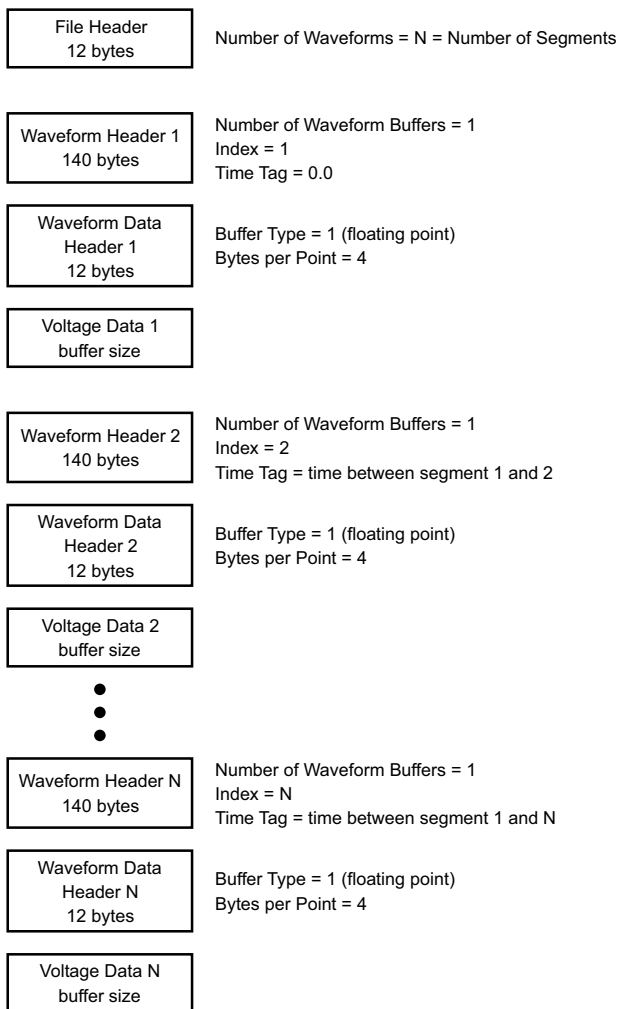 File Header
12 bytes
Number of Waveforms = N = Number of Segments
Waveform Header 1
140 bytes
Number of Waveform Buffers = 1
Index = 1
Time Tag = 0.0
Waveform Data
Header 1
12 bytes
Buffer Type = 1 (floating point)
Bytes per Point = 4
Voltage Data 1
buffer size
Waveform Header 2
140 bytes
Number of Waveform Buffers = 1
Index = 2
Time Tag = time between segment 1 and 2
Waveform Data
Header 2
12 bytes
Buffer Type = 1 (floating point)
Bytes per Point = 4
Voltage Data 2
buffer size
Waveform Header N
140 bytes
Number of Waveform Buffers = 1
Index = N
Time Tag = time between segment 1 and N
Waveform Data
Header N
12 bytes
Buffer Type = 1 (floating point)
Bytes per Point = 4
Voltage Data N
buffer size